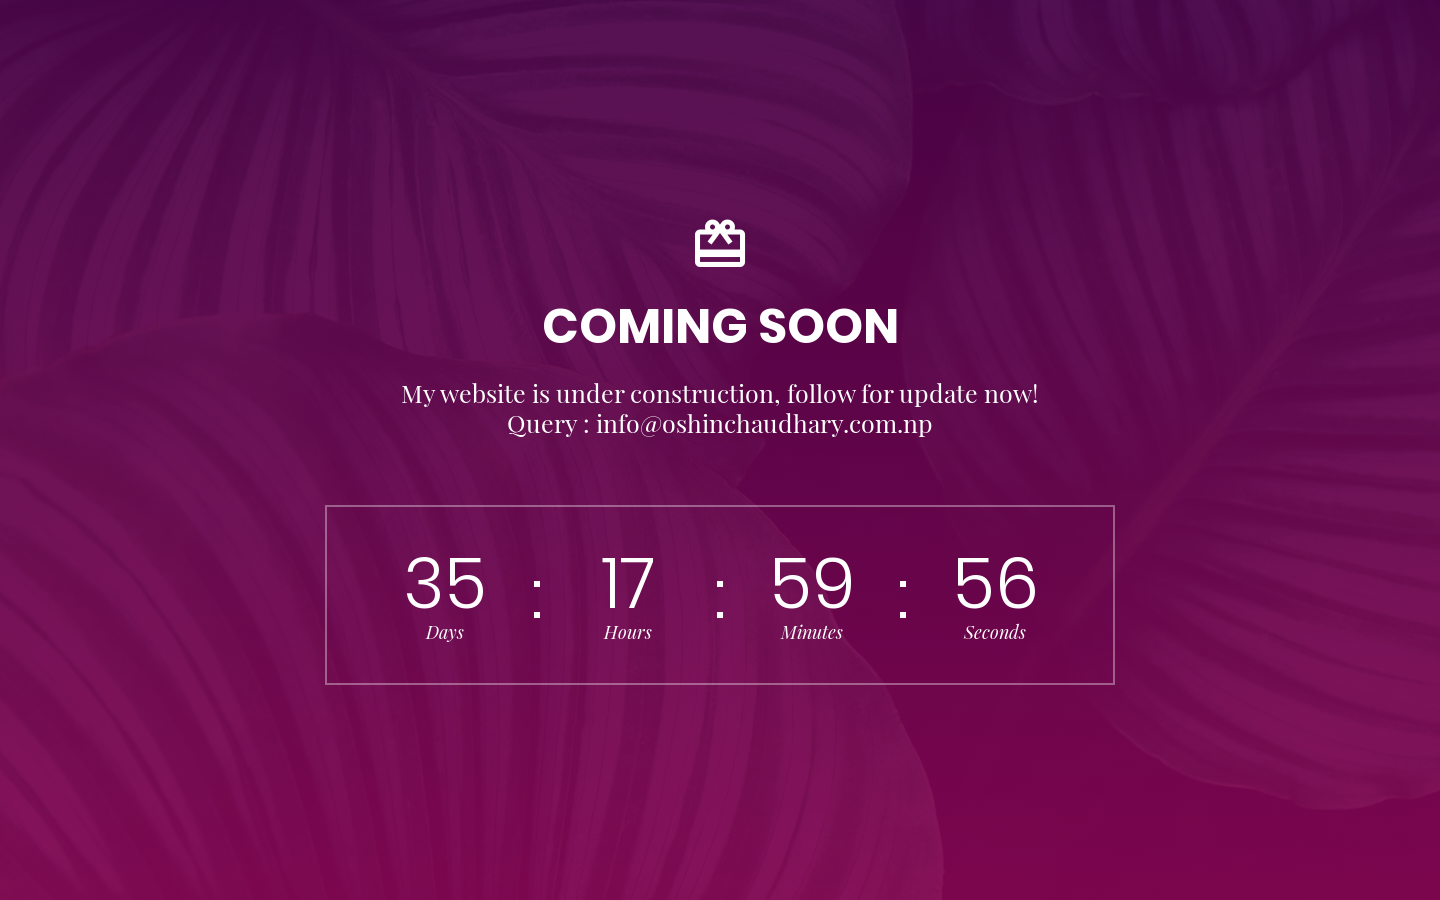 COMING SOON
My website is under construction, follow for update now!
Query : info@oshinchaudhary.com.np
35 : 17 : 59 : 56
Days Hours Minutes Seconds